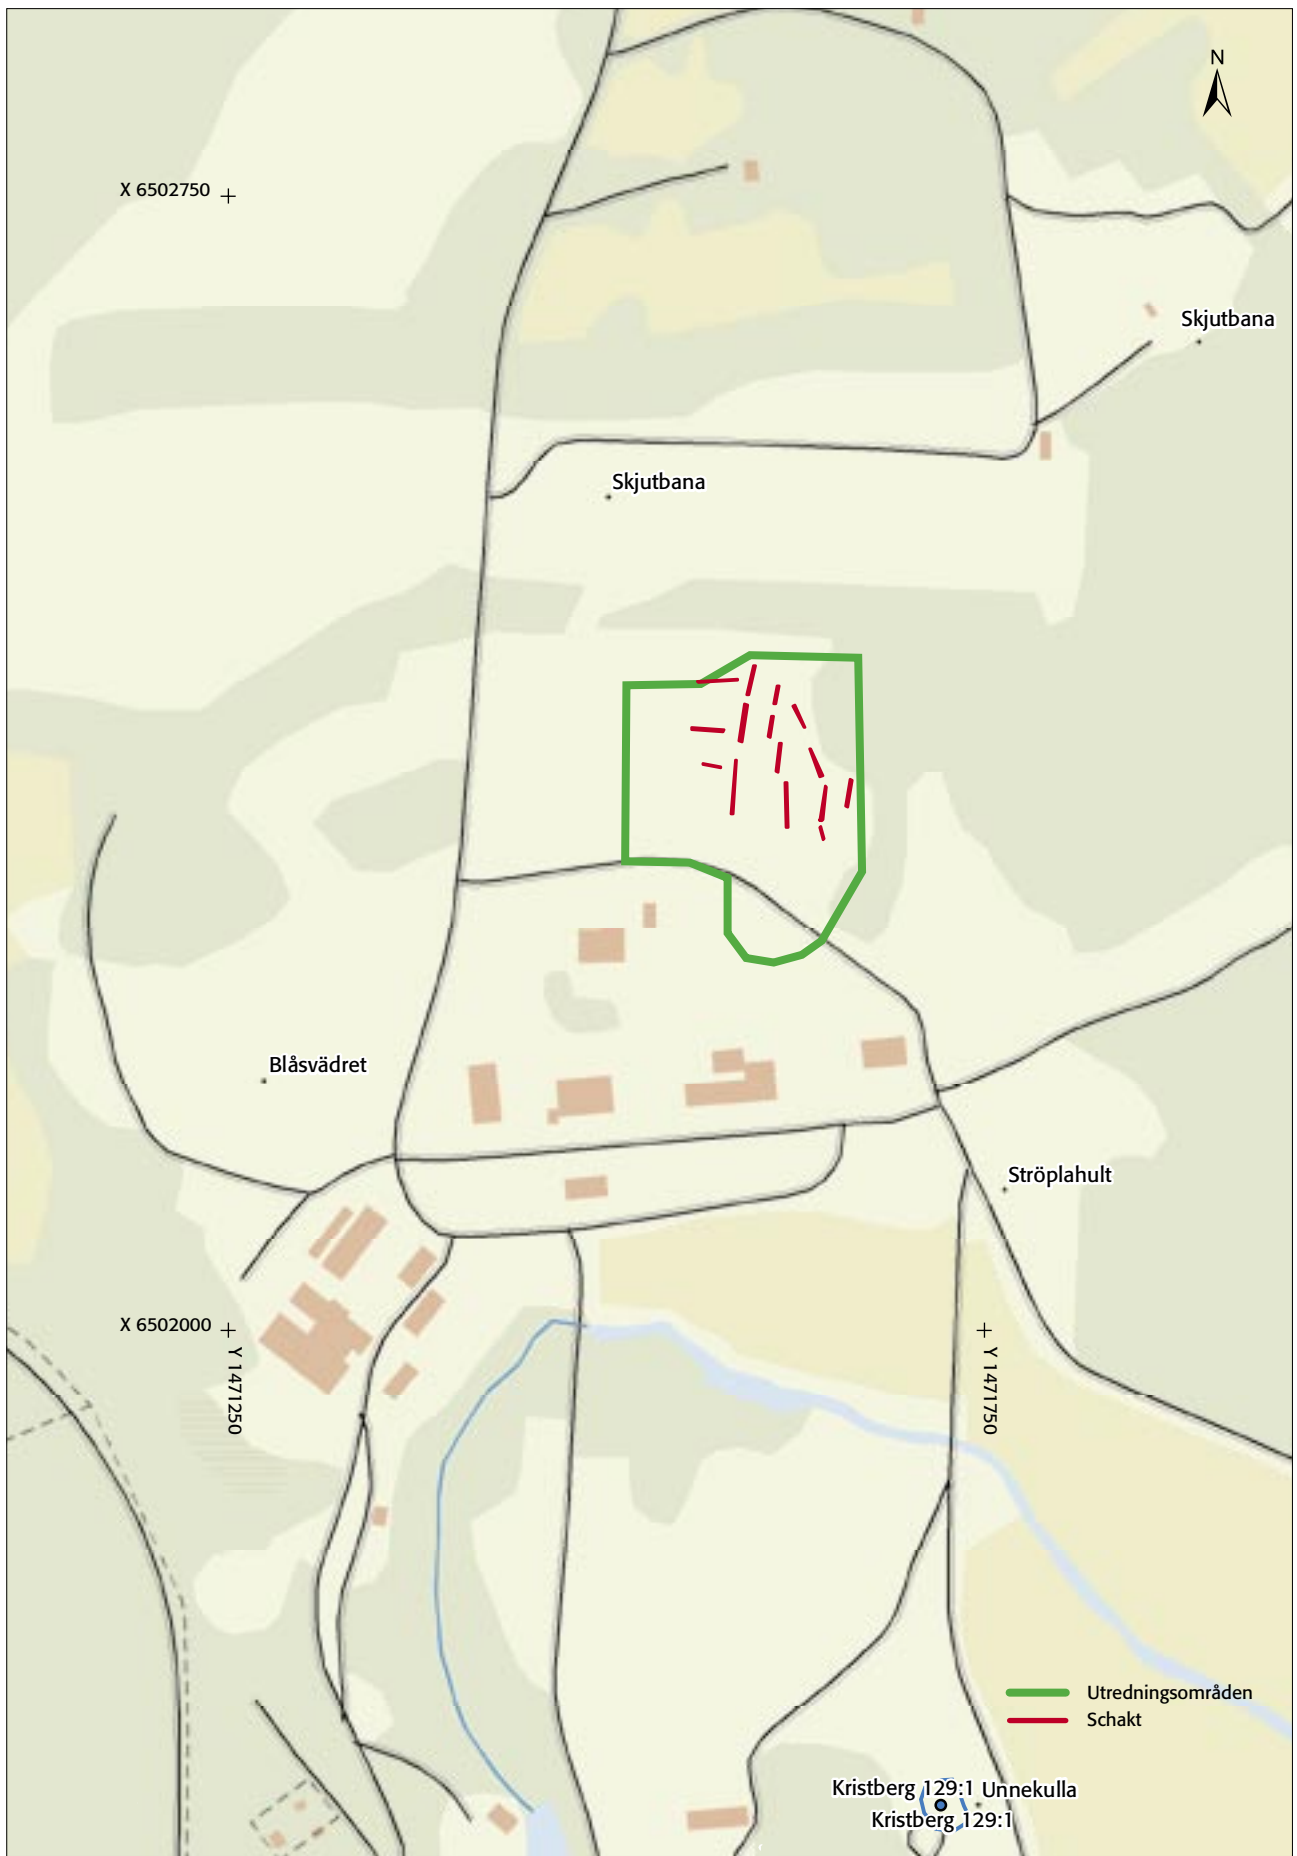 N
X 6502750
Skjutbana
Skjutbana
Blåsvädret
Ströplahult
X 6502000
Y 1471250
Y 1471750
Utredningsområden
Schakt
Kristberg 129:1 Unnekulla
Kristberg 129:1